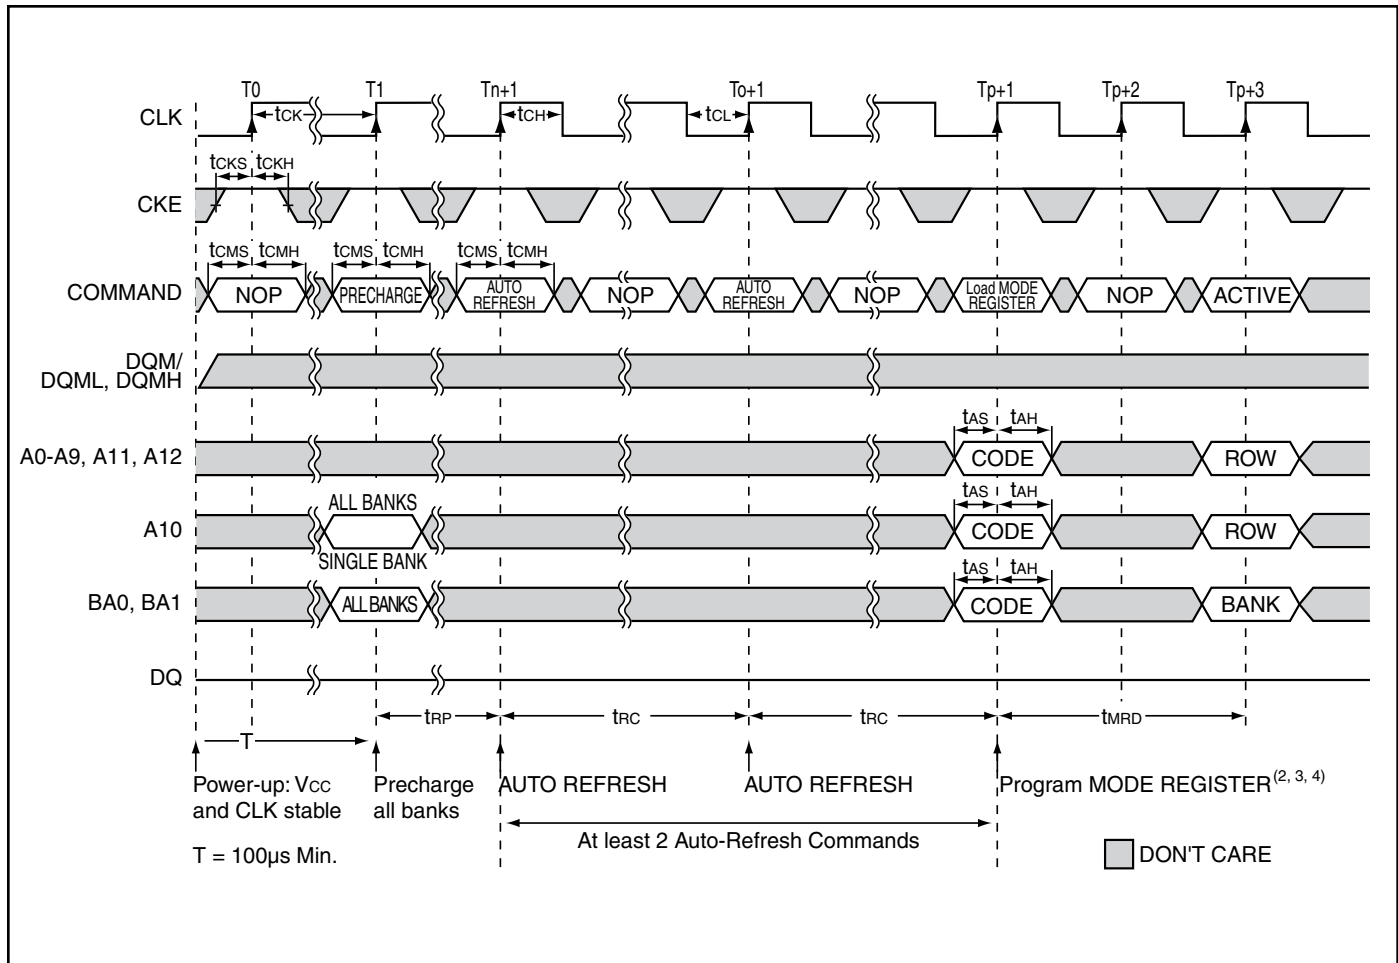 T0 T1 Tn+1 To+1 Tp+1 Tp+2 Tp+3
CLK tCK tCH tCL
tCKS tCKH
CKE
tCMS tCMH tCMS tCMH tCMS tCMH
COMMAND NOP PRECHARGE AUTO REFRESH NOP AUTO REFRESH NOP Load MODE REGISTER NOP ACTIVE
DQM/
DQML, DQMH
tAS tAH
A0-A9, A11, A12 CODE ROW
ALL BANKS tAS tAH
A10 CODE ROW
SINGLE BANK tAS tAH
BA0, BA1 ALL BANKS CODE BANK
DQ
tRP tRC tRC tMRD
T
Power-up: VCC Precharge AUTO REFRESH AUTO REFRESH Program MODE REGISTER(2, 3, 4)
and CLK stable all banks
At least 2 Auto-Refresh Commands
T = 100µs Min. DON'T CARE